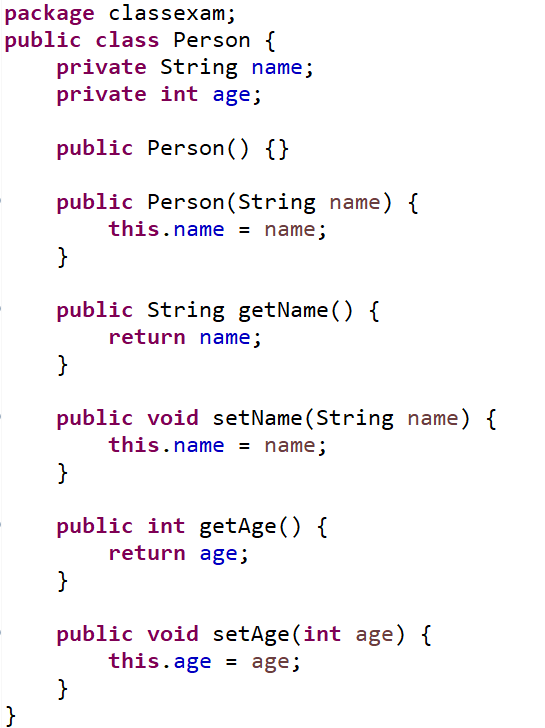 package classexam;
public class Person {
    private String name;
    private int age;

    public Person() {}

    public Person(String name) {
        this.name = name;
    }

    public String getName() {
        return name;
    }

    public void setName(String name) {
        this.name = name;
    }

    public int getAge() {
        return age;
    }

    public void setAge(int age) {
        this.age = age;
    }
}